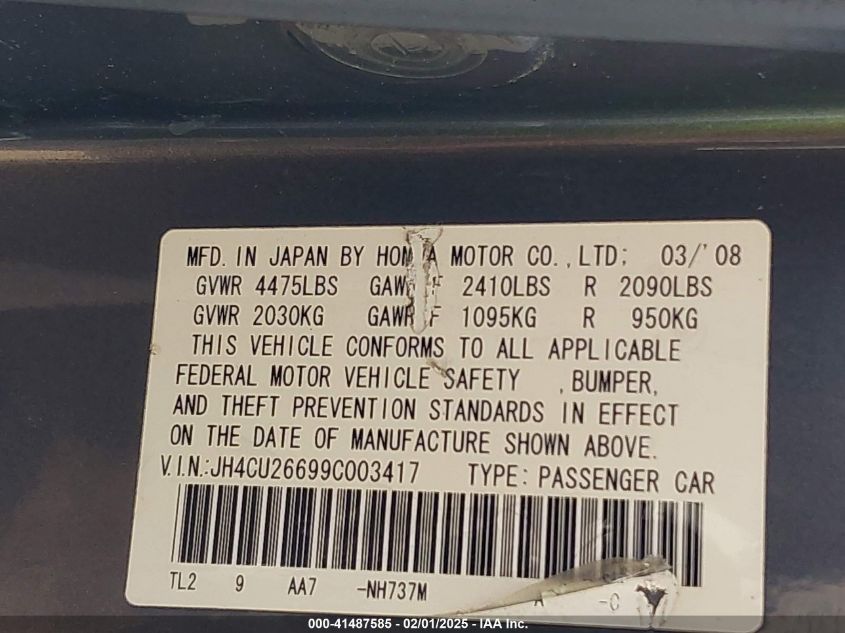 MFD. IN JAPAN BY HONDA MOTOR CO.,LTD; 03/'08
GVWR 4475LBS GAWR F 2410LBS R 2090LBS
GVWR 2030KG GAWR F 1095KG R 950KG
THIS VEHICLE CONFORMS TO ALL APPLICABLE
FEDERAL MOTOR VEHICLE SAFETY ,BUMPER,
AND THEFT PREVENTION STANDARDS IN EFFECT
ON THE DATE OF MANUFACTURE SHOWN ABOVE.
V.I.N.:JH4CU26699C003417 TYPE: PASSENGER CAR
TL2 9 AA7 -NH737M A -C
000-41487585 - 02/01/2025 - IAA Inc.